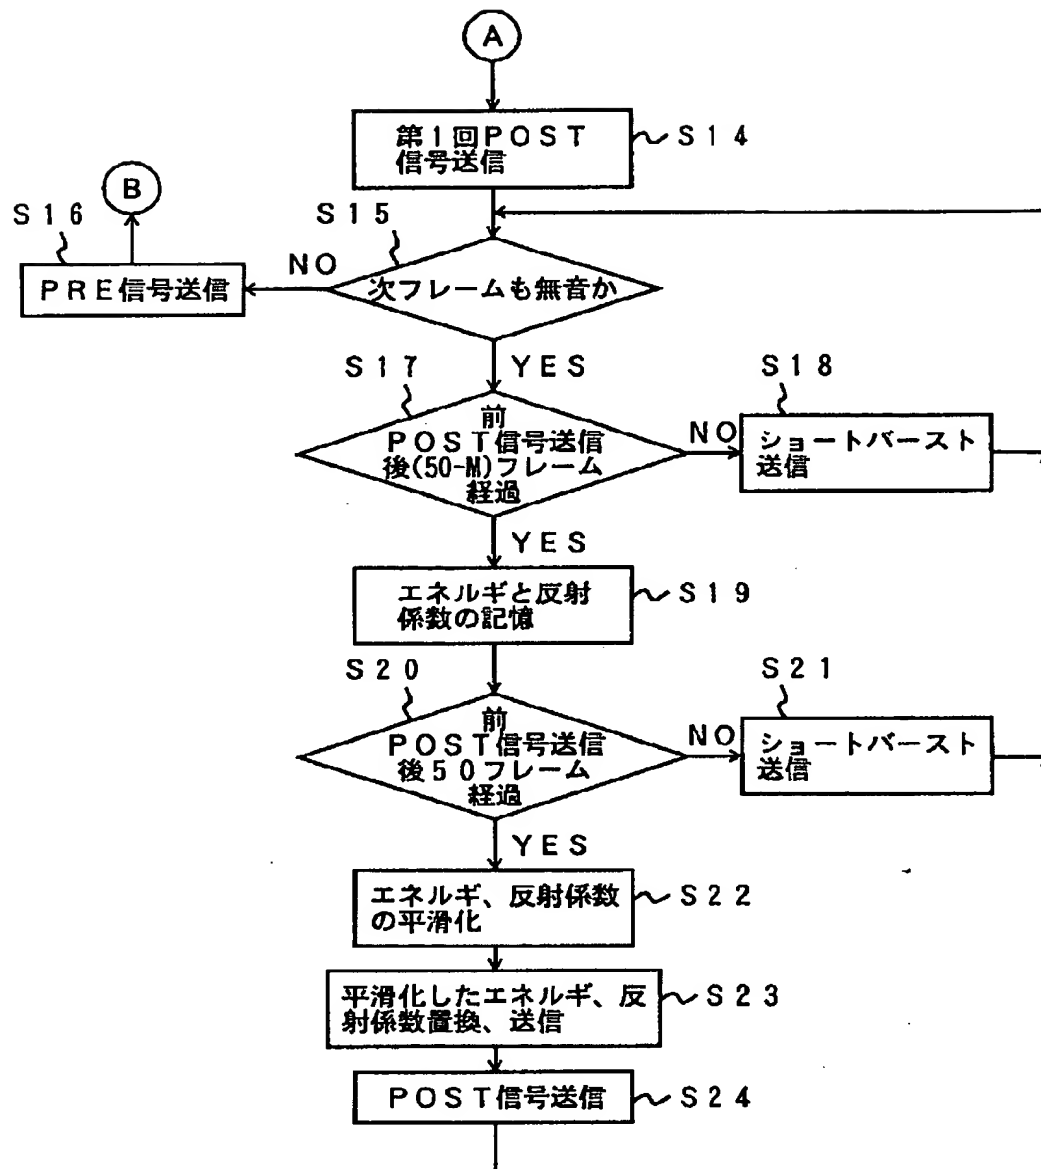 A
第1回POST
信号送信
S14
B
S16
S15
NO
PRE信号送信
次フレームも無音か
YES
S17
S18
前
POST信号送信
後(50-M)フレーム
経過
NO
ショートバースト
送信
YES
エネルギと反射
係数の記憶
S19
S20
S21
前
POST信号送信
後50フレーム
経過
NO
ショートバースト
送信
YES
エネルギ、反射係数
の平滑化
S22
平滑化したエネルギ、反
射係数置換、送信
S23
POST信号送信
S24